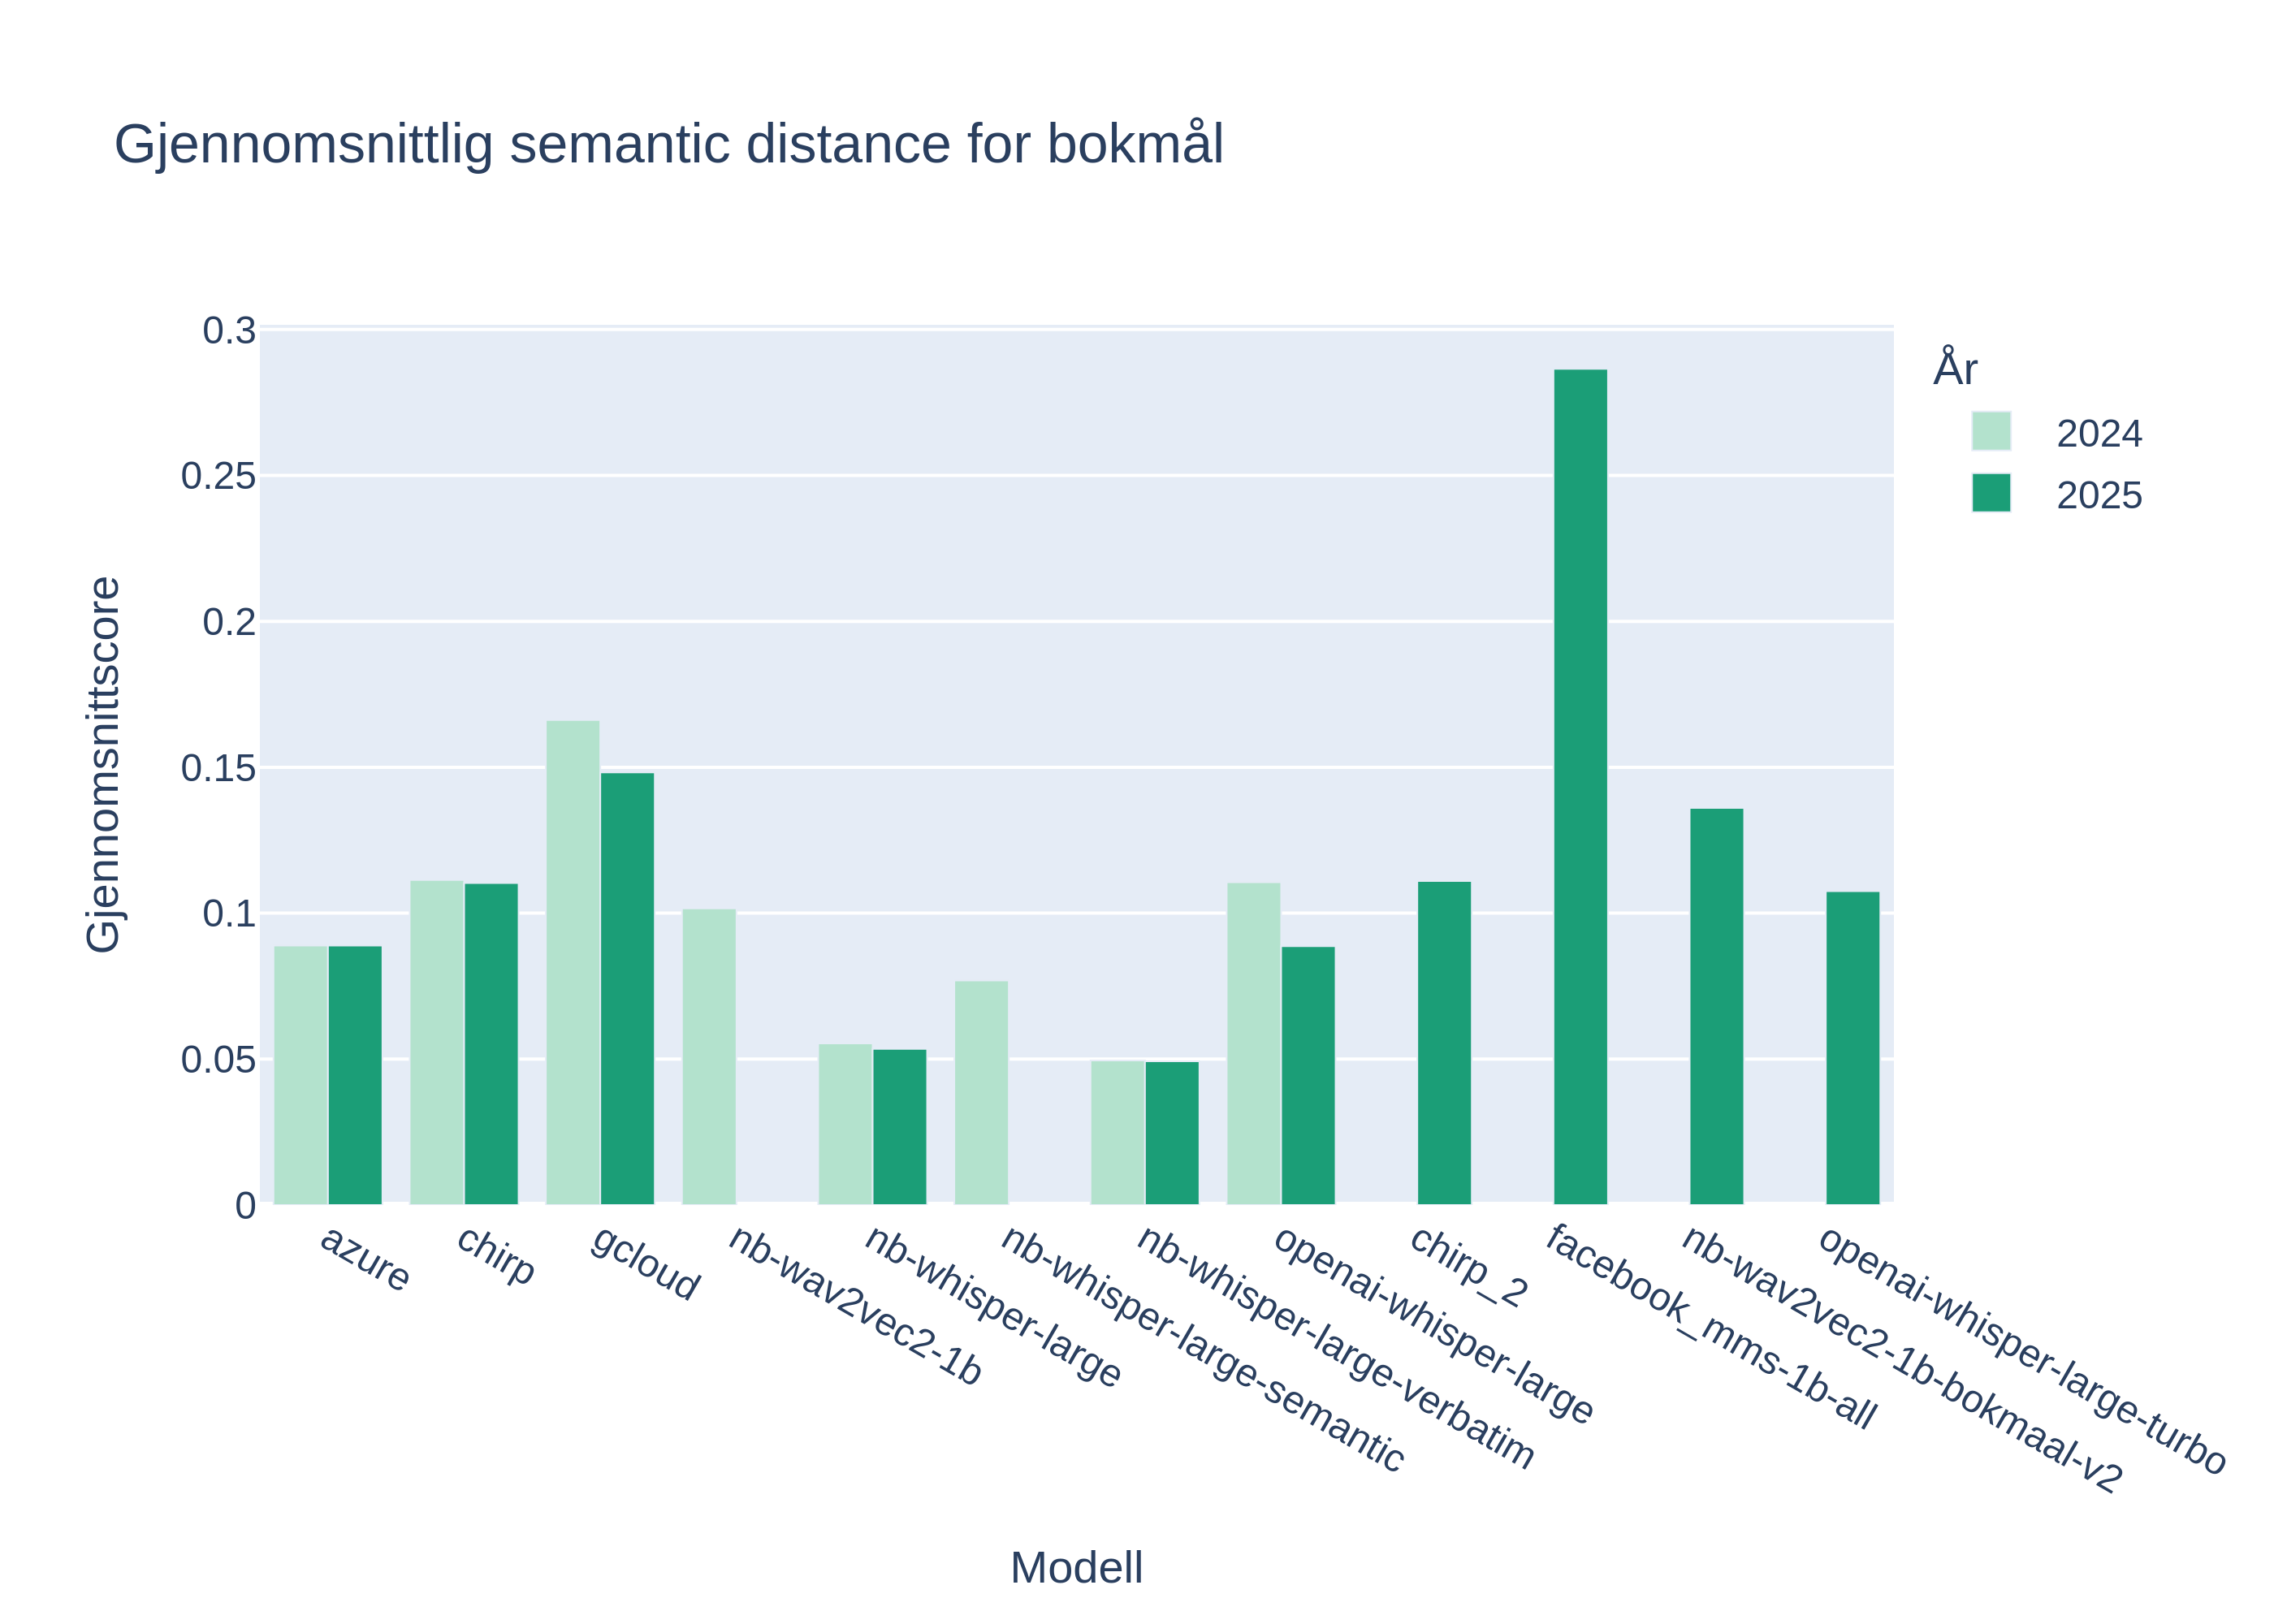 Gjennomsnittlig semantic distance for bokmål
0.3
0.25
0.2
0.15
0.1
0.05
0
Gjennomsnittscore
År
2024
2025
azure
chirp
gcloud
nb-wav2vec2-1b
nb-whisper-large
nb-whisper-large-semantic
nb-whisper-large-verbatim
openai-whisper-large
chirp_2
facebook_mms-1b-all
nb-wav2vec2-1b-bokmaal-v2
openai-whisper-large-turbo
Modell